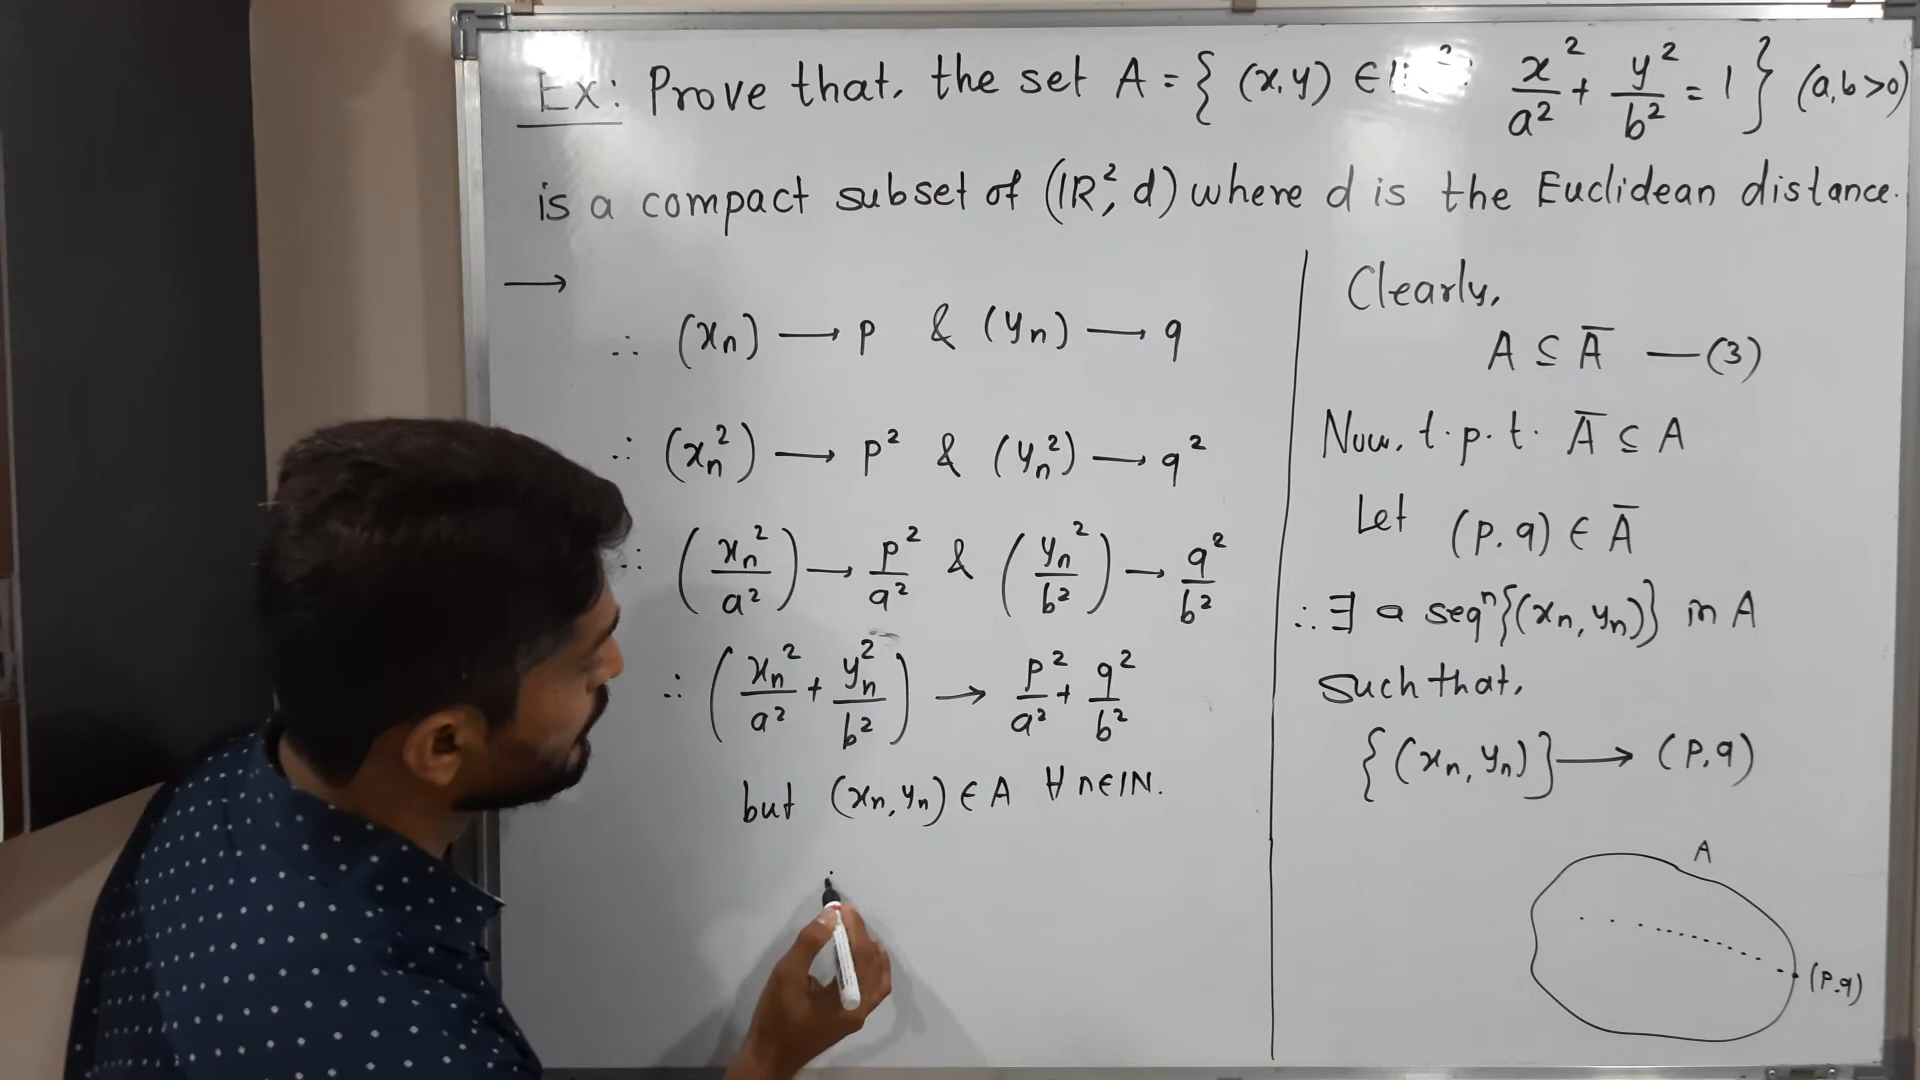 Ex: Prove that, the set A = { (x,y) ∈ ² : x²/a² + y²/b² = 1 } (a,b>0)
is a compact subset of (ℝ², d) where d is the Euclidean distance.
→
Clearly,
A ⊆ A̅ —(3)
Now, t.p.t. A̅ ⊆ A
Let (p.q) ∈ A̅
∴ ∃ a seqⁿ {(xₙ, yₙ)} in A
such that,
{(xₙ, yₙ)} → (p,q)
A
(p.q)
∴ (xₙ) → p & (yₙ) → q
∴ (xₙ²) → p² & (yₙ²) → q²
∴ (xₙ²/a²) → p²/a² & (yₙ²/b²) → q²/b²
∴ (xₙ²/a² + yₙ²/b²) → p²/a² + q²/b²
but (xₙ, yₙ) ∈ A ∀ n∈ℕ.